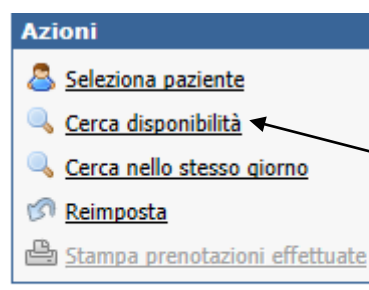 Azioni
Seleziona paziente
Cerca disponibilità
Cerca nello stesso giorno
Reimposta
Stampa prenotazioni effettuate